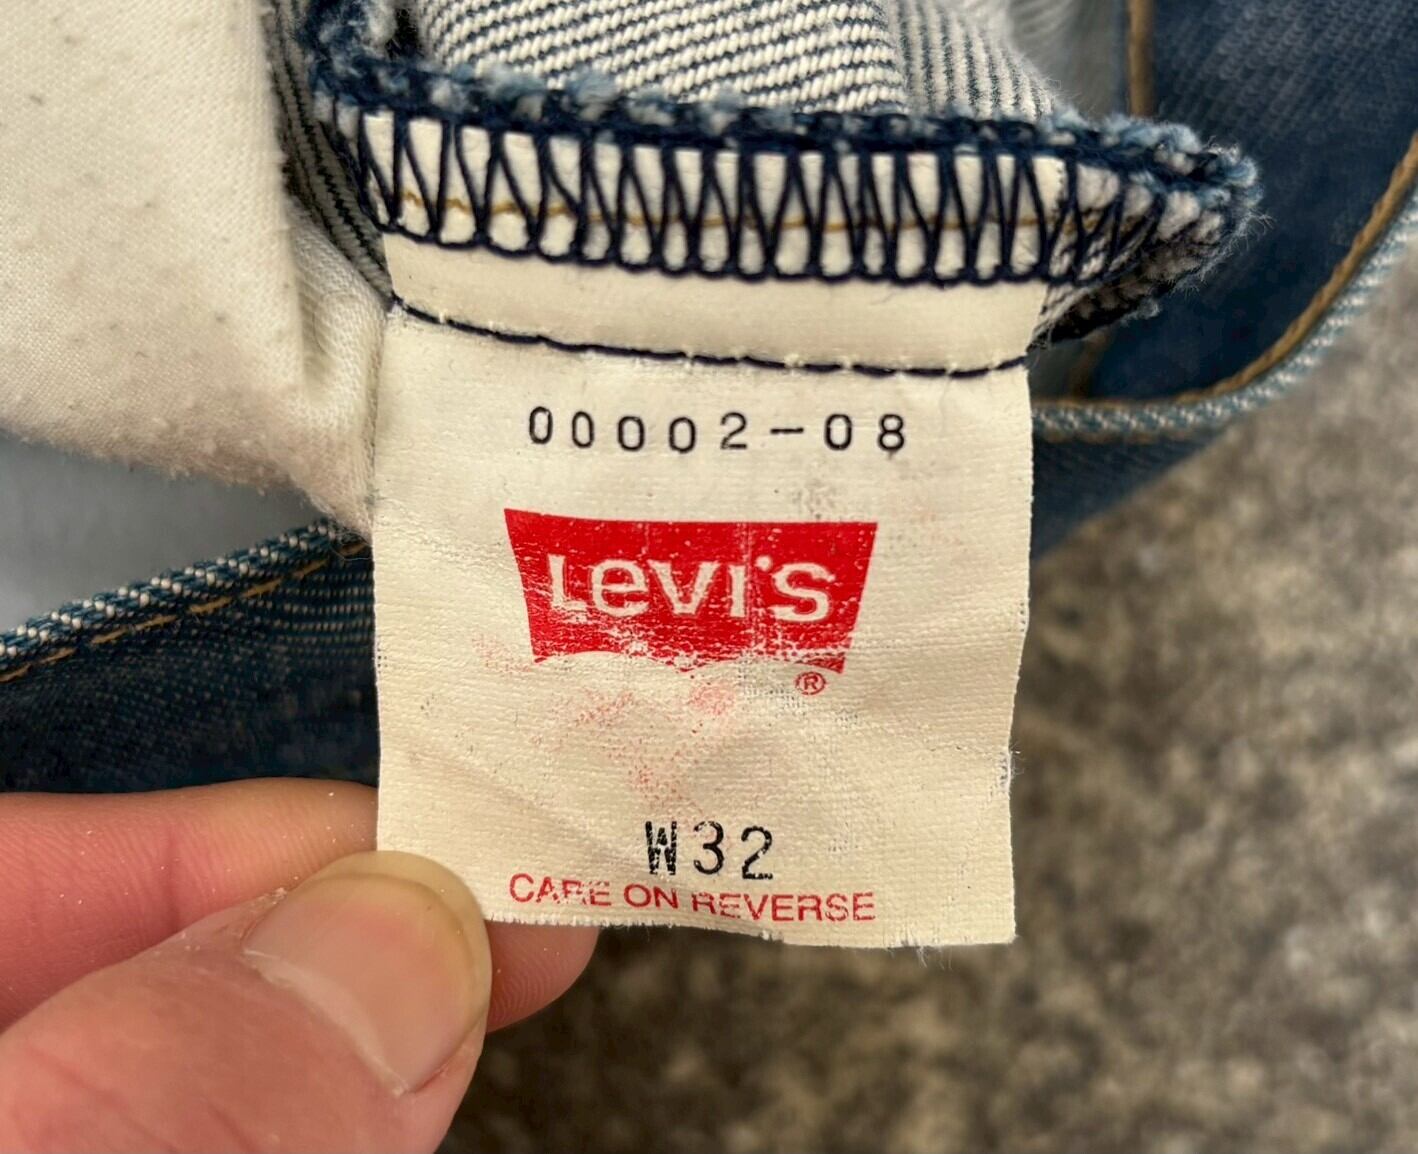 00002-08
Levi's
®
W32
CARE ON REVERSE